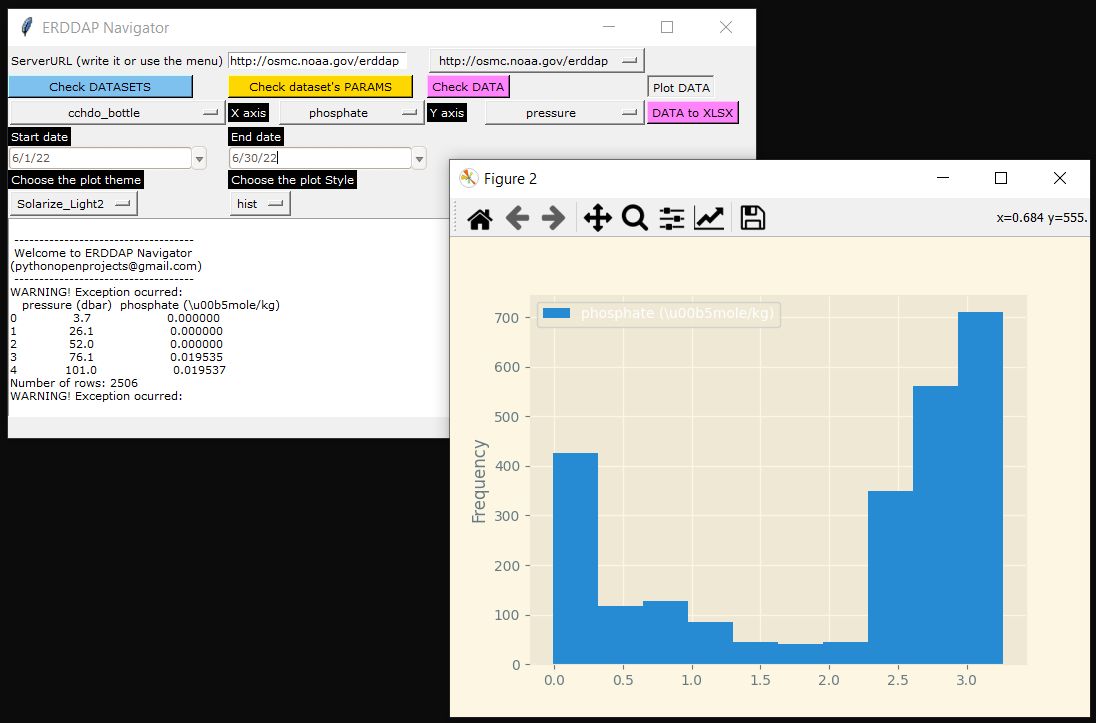 ERDDAP Navigator
ServerURL (write it or use the menu) http://osmc.noaa.gov/erddap http://osmc.noaa.gov/erddap
Check DATASETS Check dataset's PARAMS Check DATA Plot DATA
cchdo_bottle X axis phosphate Y axis pressure DATA to XLSX
Start date End date
6/1/22 6/30/22
Choose the plot theme Choose the plot Style
Solarize_Light2 hist
-----------------------------------
Welcome to ERDDAP Navigator
(pythonopenprojects@gmail.com)
-----------------------------------
WARNING! Exception ocurred:
pressure (dbar) phosphate (\u00b5mole/kg)
0 3.7 0.000000
1 26.1 0.000000
2 52.0 0.000000
3 76.1 0.019535
4 101.0 0.019537
Number of rows: 2506
WARNING! Exception ocurred:
Figure 2
x=0.684 y=555.
phosphate (\u00b5mole/kg)
700
600
500
400
300
200
100
0
Frequency
0.0 0.5 1.0 1.5 2.0 2.5 3.0